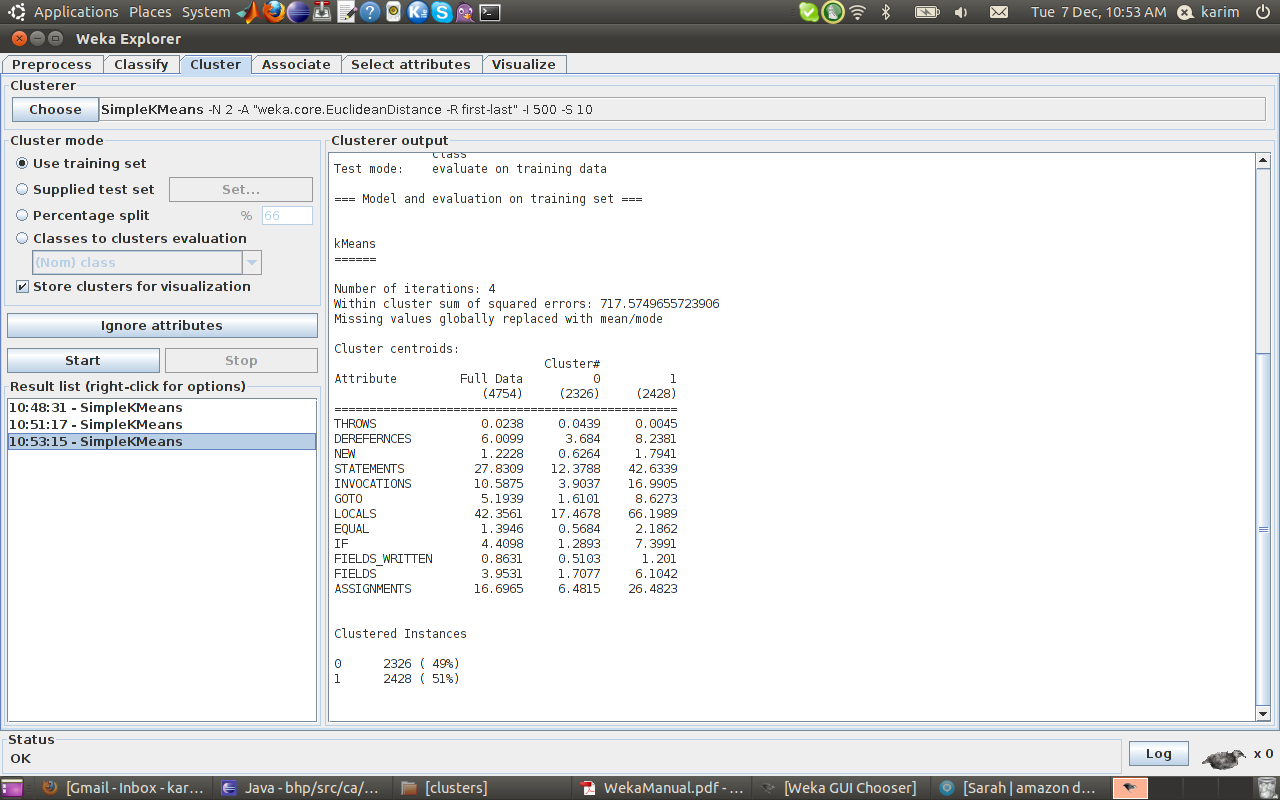 Applications Places System Tue 7 Dec, 10:53 AM karim
Weka Explorer
Preprocess Classify Cluster Associate Select attributes Visualize
Clusterer
Choose SimpleKMeans -N 2 -A "weka.core.EuclideanDistance -R first-last" -I 500 -S 10
Cluster mode
Use training set
Supplied test set Set...
Percentage split % 66
Classes to clusters evaluation
(Nom) class
Store clusters for visualization
Ignore attributes
Start Stop
Result list (right-click for options)
10:48:31 - SimpleKMeans
10:51:17 - SimpleKMeans
10:53:15 - SimpleKMeans
Clusterer output
class
Test mode: evaluate on training data
=== Model and evaluation on training set ===
kMeans
======
Number of iterations: 4
Within cluster sum of squared errors: 717.5749655723906
Missing values globally replaced with mean/mode
Cluster centroids:
Cluster#
Attribute Full Data 0 1
(4754) (2326) (2428)
=================================================
THROWS 0.0238 0.0439 0.0045
DEREFERNCES 6.0099 3.684 8.2381
NEW 1.2228 0.6264 1.7941
STATEMENTS 27.8309 12.3788 42.6339
INVOCATIONS 10.5875 3.9037 16.9905
GOTO 5.1939 1.6101 8.6273
LOCALS 42.3561 17.4678 66.1989
EQUAL 1.3946 0.5684 2.1862
IF 4.4098 1.2893 7.3991
FIELDS_WRITTEN 0.8631 0.5103 1.201
FIELDS 3.9531 1.7077 6.1042
ASSIGNMENTS 16.6965 6.4815 26.4823
Clustered Instances
0 2326 ( 49%)
1 2428 ( 51%)
Status
OK
Log x 0
[Gmail - Inbox - kar... Java - bhp/src/ca/... [clusters] WekaManual.pdf - ... [Weka GUI Chooser] [Sarah | amazon d...